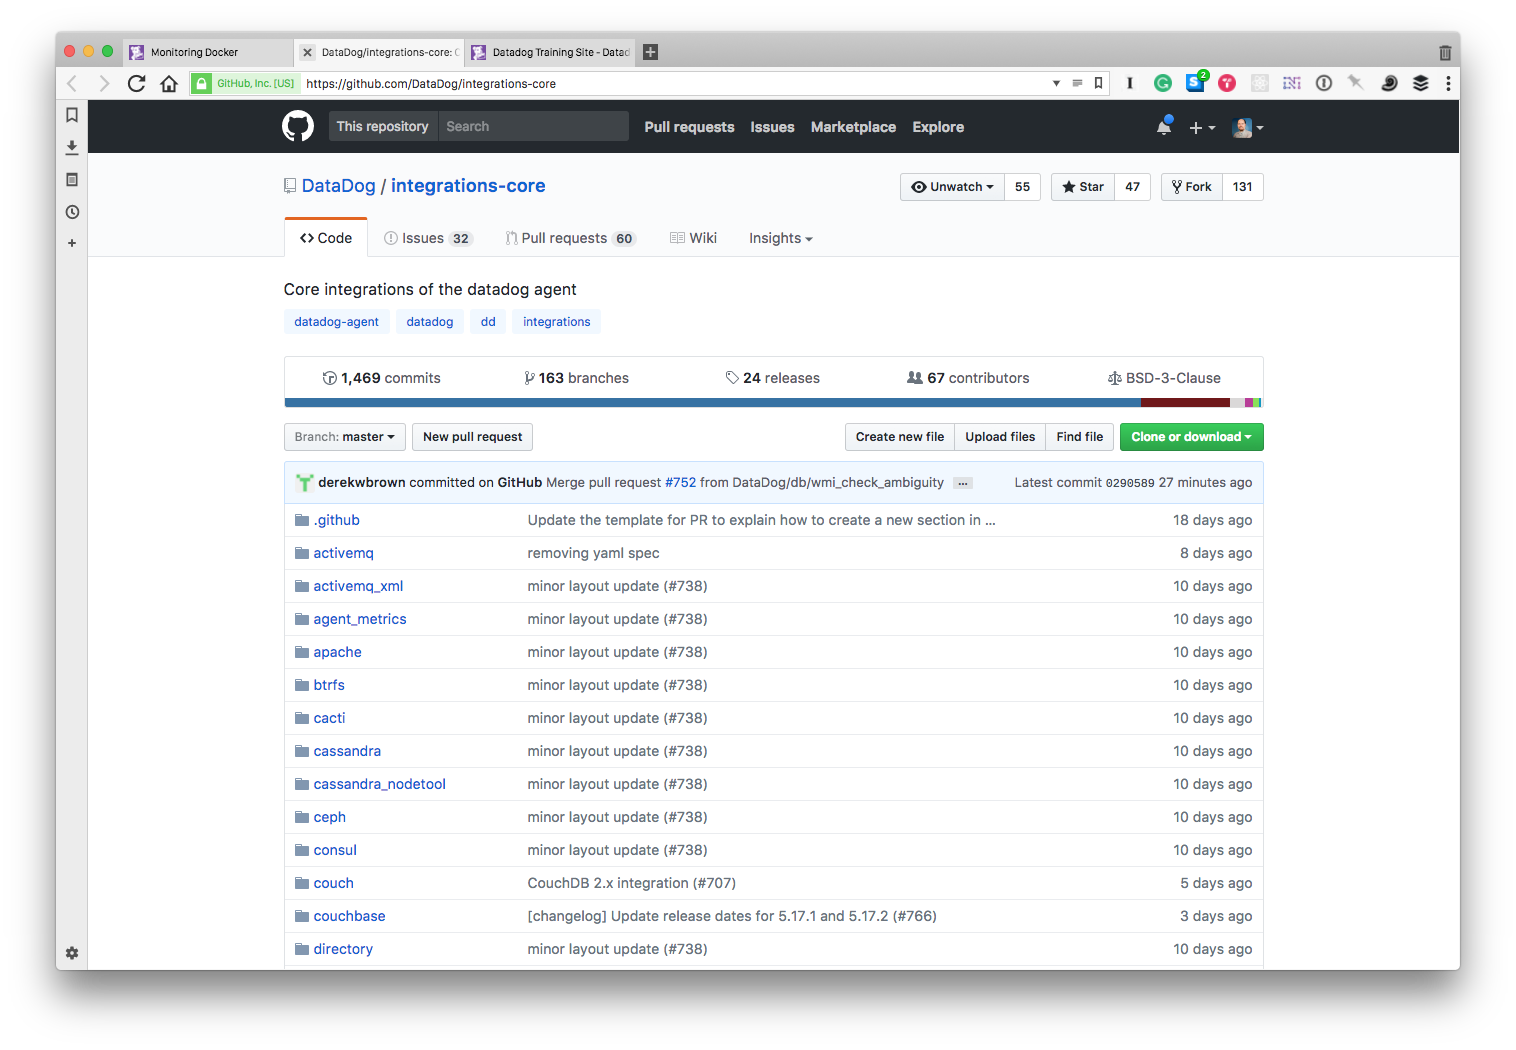 Monitoring Docker
DataDog/integrations-core: C
Datadog Training Site - Datad
GitHub, Inc. [US]
https://github.com/DataDog/integrations-core
2
This repository
Search
Pull requests
Issues
Marketplace
Explore
DataDog / integrations-core
Unwatch 55
Star 47
Fork 131
Code
Issues 32
Pull requests 60
Wiki
Insights
Core integrations of the datadog agent
datadog-agent datadog dd integrations
1,469 commits
163 branches
24 releases
67 contributors
BSD-3-Clause
Branch: master
New pull request
Create new file
Upload files
Find file
Clone or download
derekwbrown committed on GitHub Merge pull request #752 from DataDog/db/wmi_check_ambiguity ... Latest commit 0290589 27 minutes ago
.github Update the template for PR to explain how to create a new section in ... 18 days ago
activemq removing yaml spec 8 days ago
activemq_xml minor layout update (#738) 10 days ago
agent_metrics minor layout update (#738) 10 days ago
apache minor layout update (#738) 10 days ago
btrfs minor layout update (#738) 10 days ago
cacti minor layout update (#738) 10 days ago
cassandra minor layout update (#738) 10 days ago
cassandra_nodetool minor layout update (#738) 10 days ago
ceph minor layout update (#738) 10 days ago
consul minor layout update (#738) 10 days ago
couch CouchDB 2.x integration (#707) 5 days ago
couchbase [changelog] Update release dates for 5.17.1 and 5.17.2 (#766) 3 days ago
directory minor layout update (#738) 10 days ago